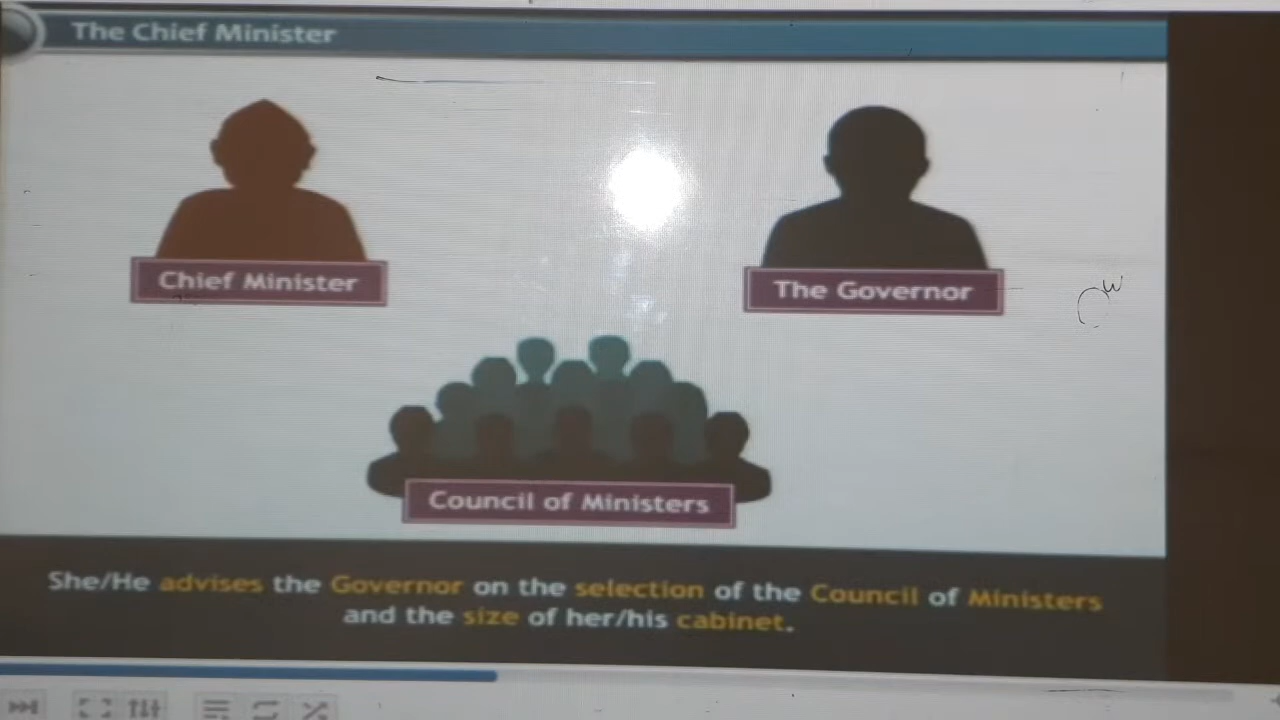 The Chief Minister
Chief Minister
The Governor
Council of Ministers
She/He advises the Governor on the selection of the Council of Ministers
and the size of her/his cabinet.